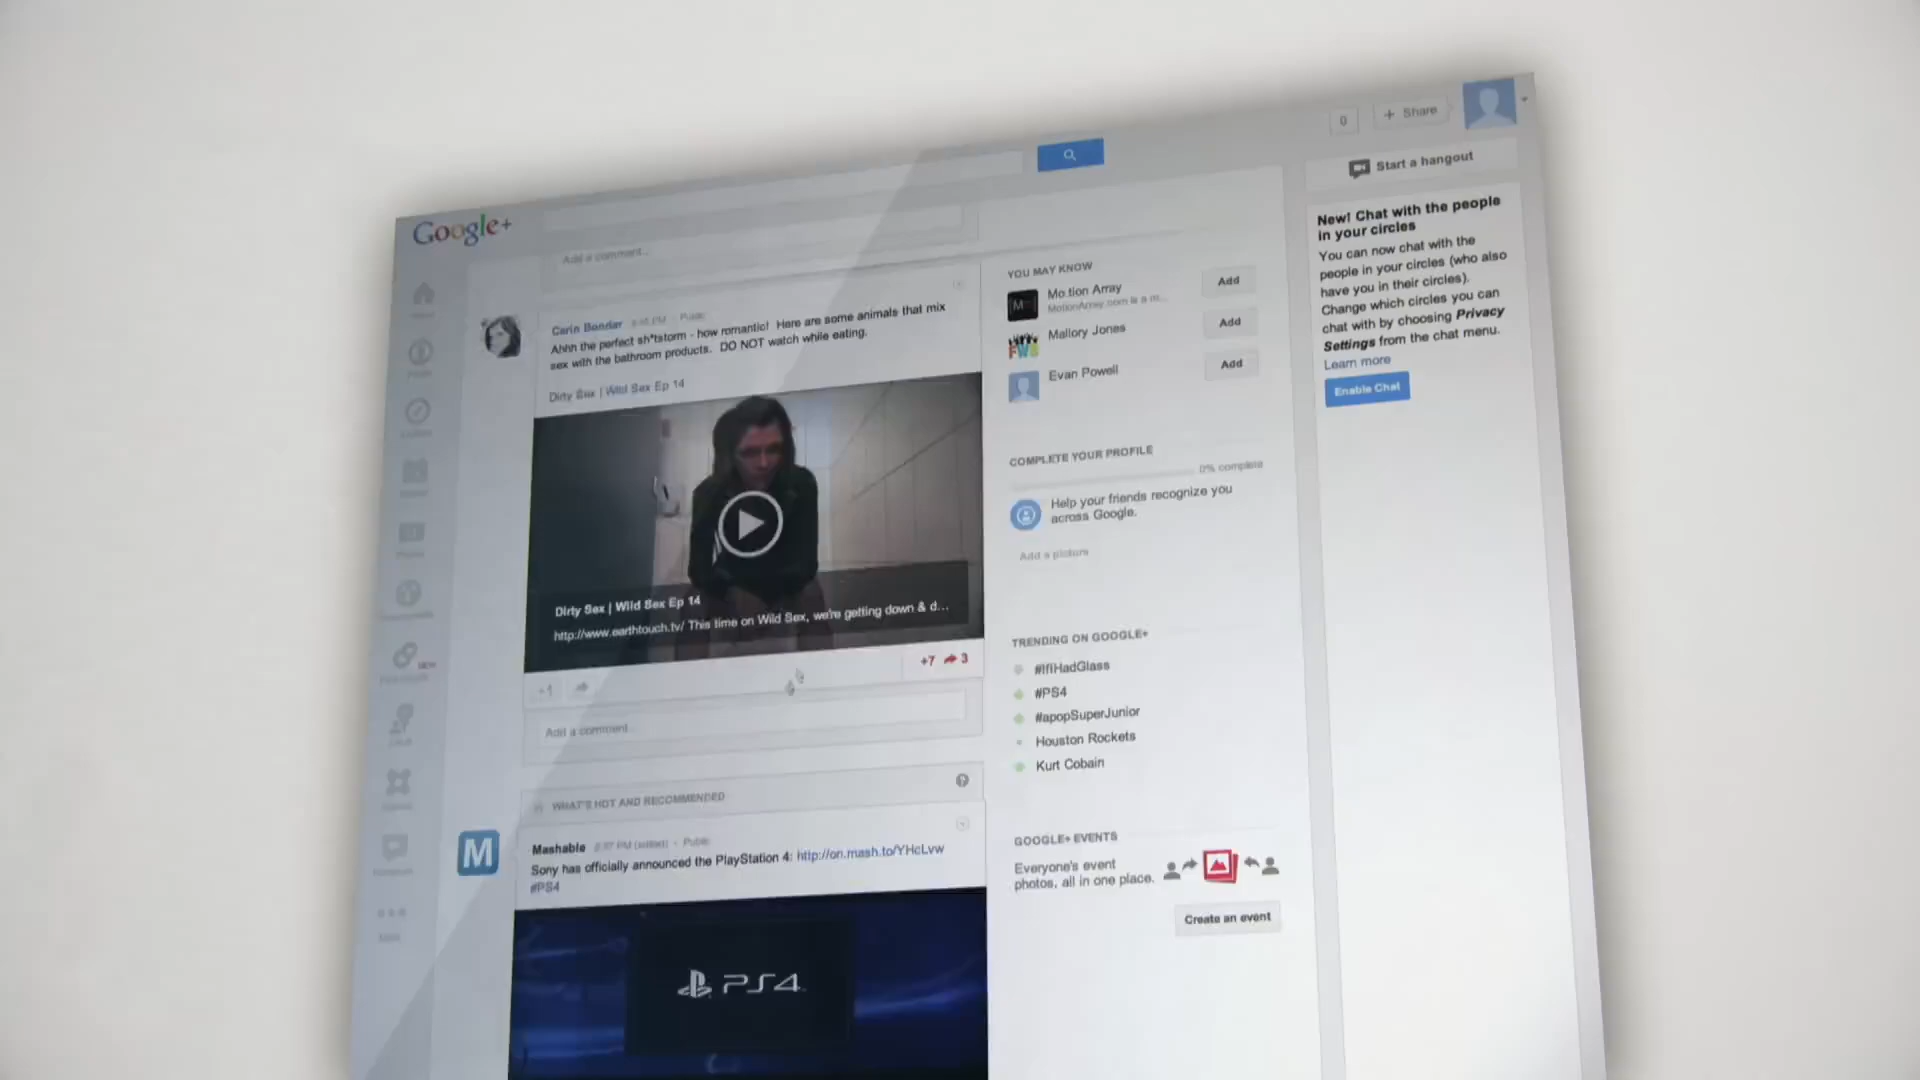 Google+
0
+ Share
Start a hangout
New! Chat with the people
in your circles
You can now chat with the
people in your circles (who also
have you in their circles).
Change which circles you can
chat with by choosing Privacy
Settings from the chat menu.
Learn more
Enable Chat
Add a comment...
Carin Bondar Public
Ahhh the perfect sh*tstorm - how romantic! Here are some animals that mix
sex with the bathroom products. DO NOT watch while eating.
Dirty Sex | Wild Sex Ep 14
Dirty Sex | Wild Sex Ep 14
http://www.earthtouch.tv/ This time on Wild Sex, we're getting down & d...
+1
+7 3
Add a comment...
WHAT'S HOT AND RECOMMENDED
M
Mashable (edited) - Public
Sony has officially announced the PlayStation 4: http://on.mash.to/YHcLvw
#PS4
PS4
YOU MAY KNOW
M
Motion Array
MotionArray.com is a m...
Add
FWB
Mallory Jones
Add
Evan Powell
Add
COMPLETE YOUR PROFILE
0% complete
Help your friends recognize you
across Google.
Add a picture
TRENDING ON GOOGLE+
#IfIHadGlass
#PS4
#apopSuperJunior
Houston Rockets
Kurt Cobain
GOOGLE+ EVENTS
Everyone's event
photos, all in one place.
Create an event